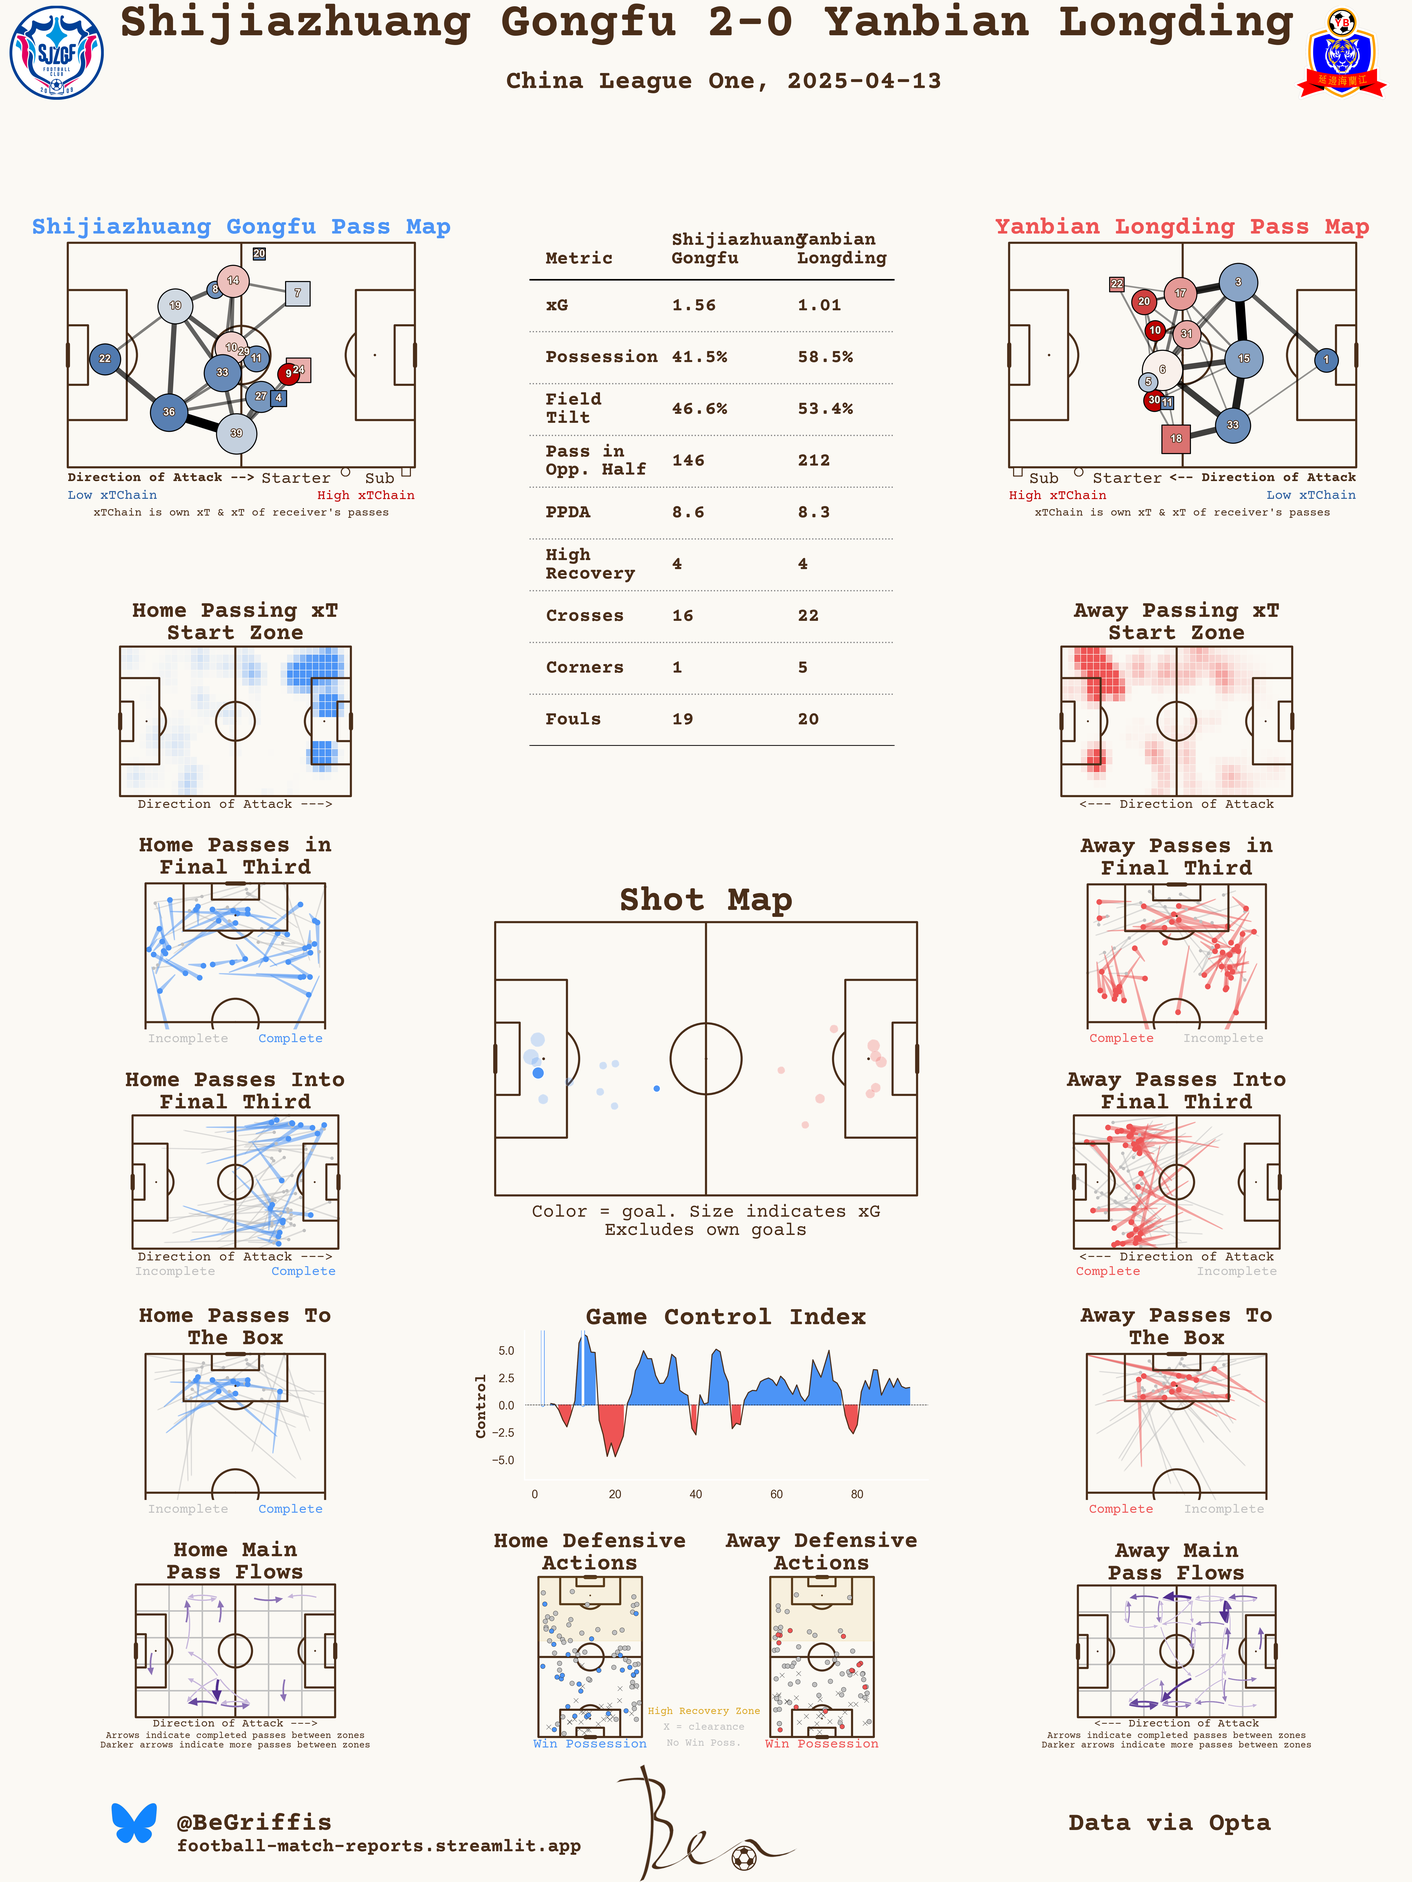 Shijiazhuang Gongfu 2-0 Yanbian Longding
China League One, 2025-04-13
SJZGF
FOOTBALL
CLUB
YB
Shijiazhuang Gongfu Pass Map
20
8
14
7
19
10
29
11
22
33
9
24
27
4
36
39
Direction of Attack --> Starter Sub
Low xTChain High xTChain
xTChain is own xT & xT of receiver's passes
Metric Shijiazhuang Gongfu Yanbian Longding
xG 1.56 1.01
Possession 41.5% 58.5%
Field Tilt 46.6% 53.4%
Pass in Opp. Half 146 212
PPDA 8.6 8.3
High Recovery 4 4
Crosses 16 22
Corners 1 5
Fouls 19 20
Yanbian Longding Pass Map
22
20
17
3
10
31
15
1
6
5
30
11
18
33
Sub Starter <-- Direction of Attack
High xTChain Low xTChain
xTChain is own xT & xT of receiver's passes
Home Passing xT
Start Zone
Direction of Attack --->
Away Passing xT
Start Zone
<--- Direction of Attack
Home Passes in
Final Third
Incomplete Complete
Away Passes in
Final Third
Complete Incomplete
Shot Map
Color = goal. Size indicates xG
Excludes own goals
Home Passes Into
Final Third
Direction of Attack --->
Incomplete Complete
Away Passes Into
Final Third
<--- Direction of Attack
Complete Incomplete
Home Passes To
The Box
Incomplete Complete
Game Control Index
Control
5.0
2.5
0.0
−2.5
−5.0
0 20 40 60 80
Away Passes To
The Box
Complete Incomplete
Home Main
Pass Flows
Direction of Attack --->
Arrows indicate completed passes between zones
Darker arrows indicate more passes between zones
Home Defensive
Actions
Win Possession
High Recovery Zone
X = clearance
No Win Poss.
Away Defensive
Actions
Win Possession
Away Main
Pass Flows
<--- Direction of Attack
Arrows indicate completed passes between zones
Darker arrows indicate more passes between zones
@BeGriffis
football-match-reports.streamlit.app
Ben
Data via Opta